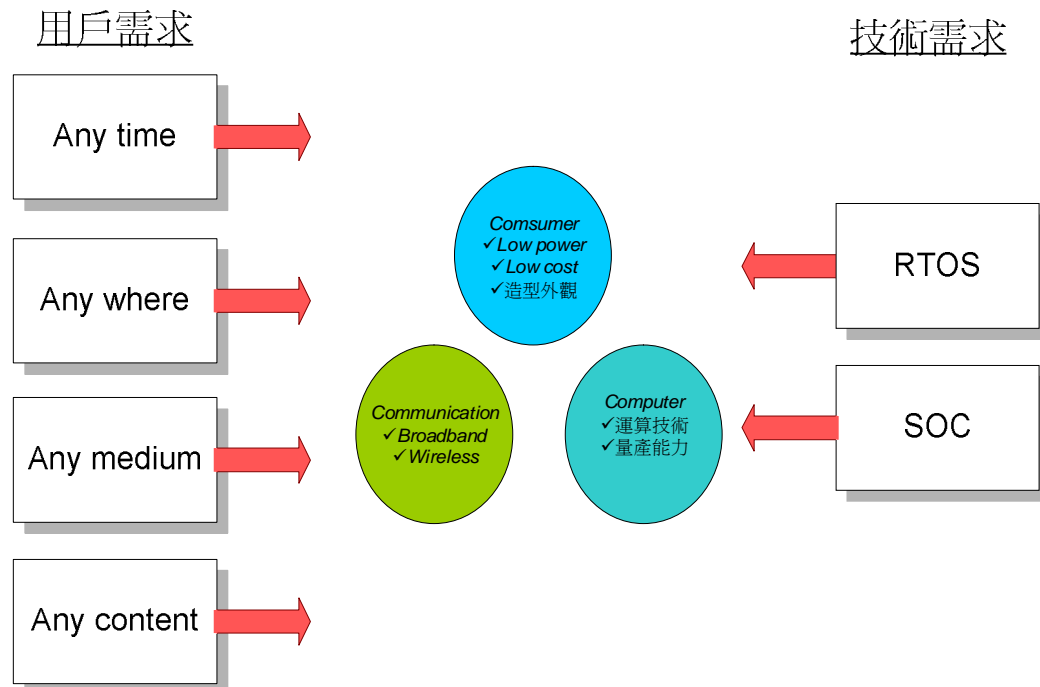 用戶需求
技術需求
Any time
Any where
Any medium
Any content
Comsumer
✓Low power
✓Low cost
✓造型外觀
Communication
✓Broadband
✓Wireless
Computer
✓運算技術
✓量產能力
RTOS
SOC